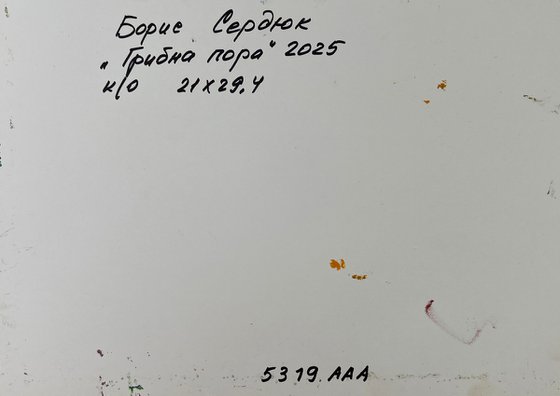 Борис Сердюк
„Грибна пора" 2025
к/о 21x29,4
5319.AAA